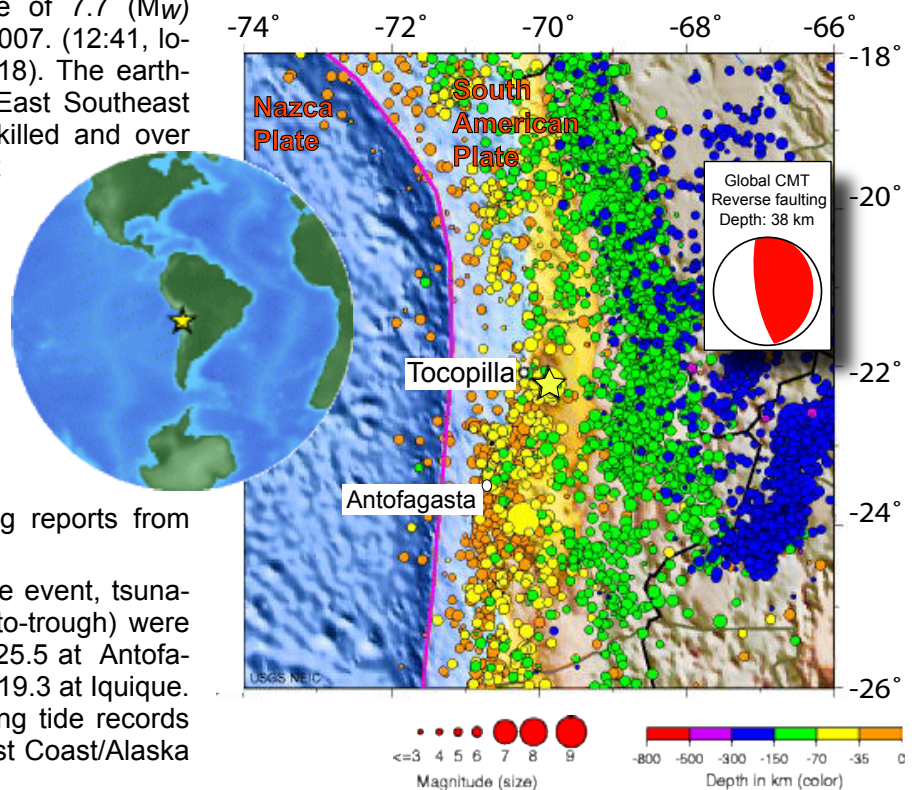 e of 7.7 (Mw)
007. (12:41, lo-
18). The earth-
East Southeast
killed and over
g reports from
e event, tsuna-
to-trough) were
25.5 at Antofa-
19.3 at Iquique.
ng tide records
st Coast/Alaska
-74° -72° -70° -68° -66°
-18°
-20°
-22°
-24°
-26°
Nazca
Plate
South
American
Plate
Global CMT
Reverse faulting
Depth: 38 km
Tocopilla
Antofagasta
USGS NEIC
<=3 4 5 6 7 8 9
Magnitude (size)
-800 -500 -300 -150 -70 -35 0
Depth in km (color)